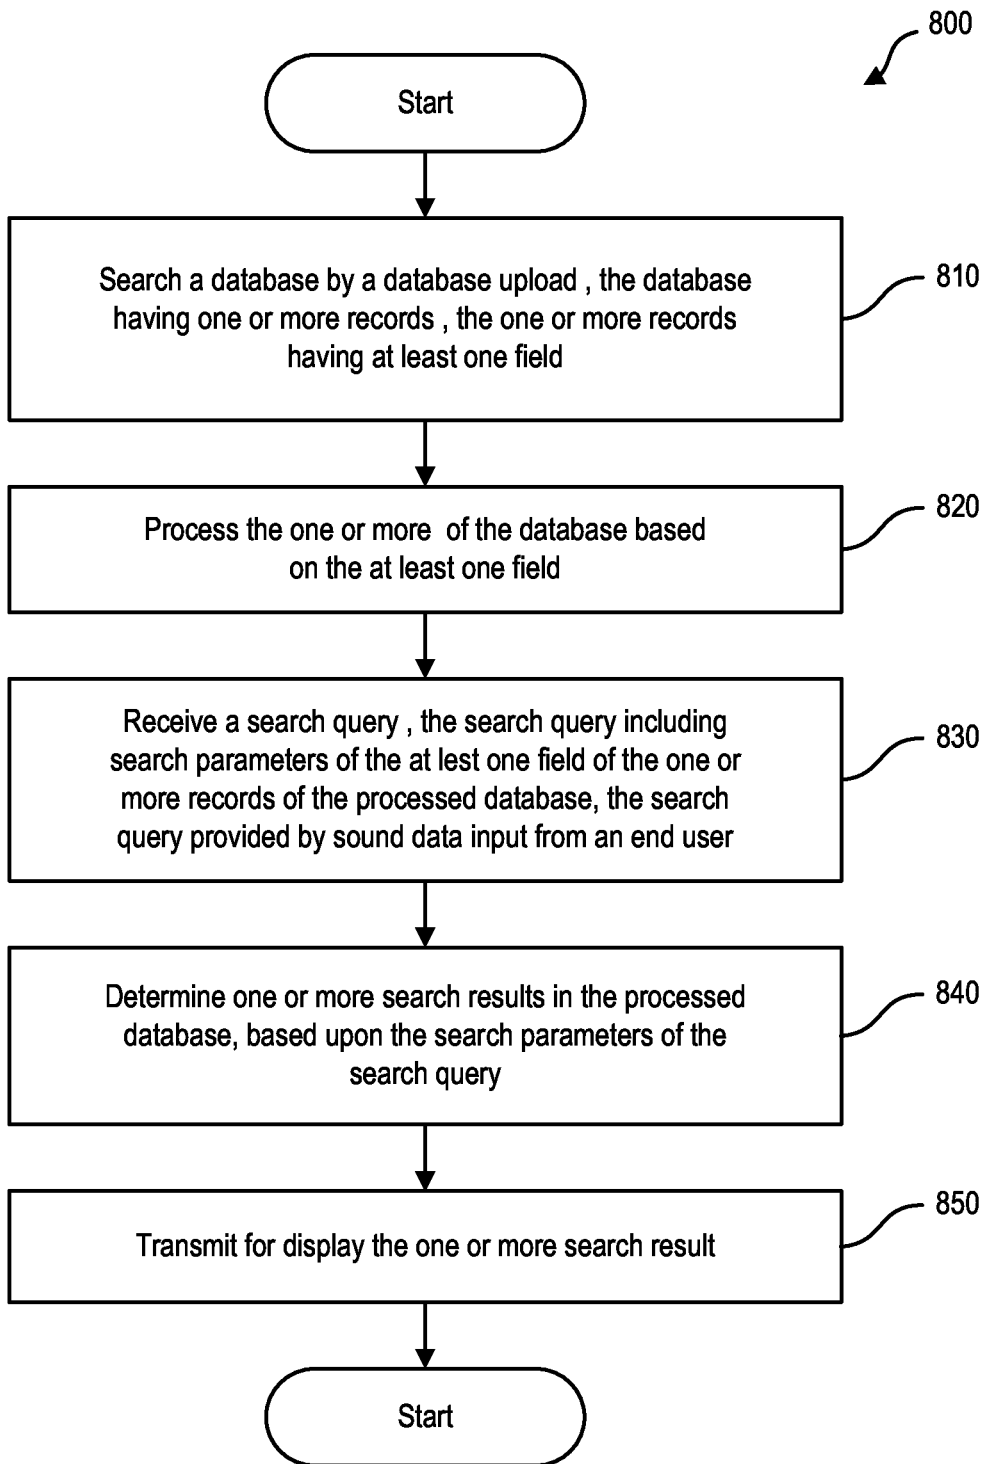 800
Start
Search a database by a database upload , the database
having one or more records , the one or more records
having at least one field
810
Process the one or more  of the database based
on the at least one field
820
Receive a search query , the search query including
search parameters of the at lest one field of the one or
more records of the processed database, the search
query provided by sound data input from an end user
830
Determine one or more search results in the processed
database, based upon the search parameters of the
search query
840
Transmit for display the one or more search result
850
Start